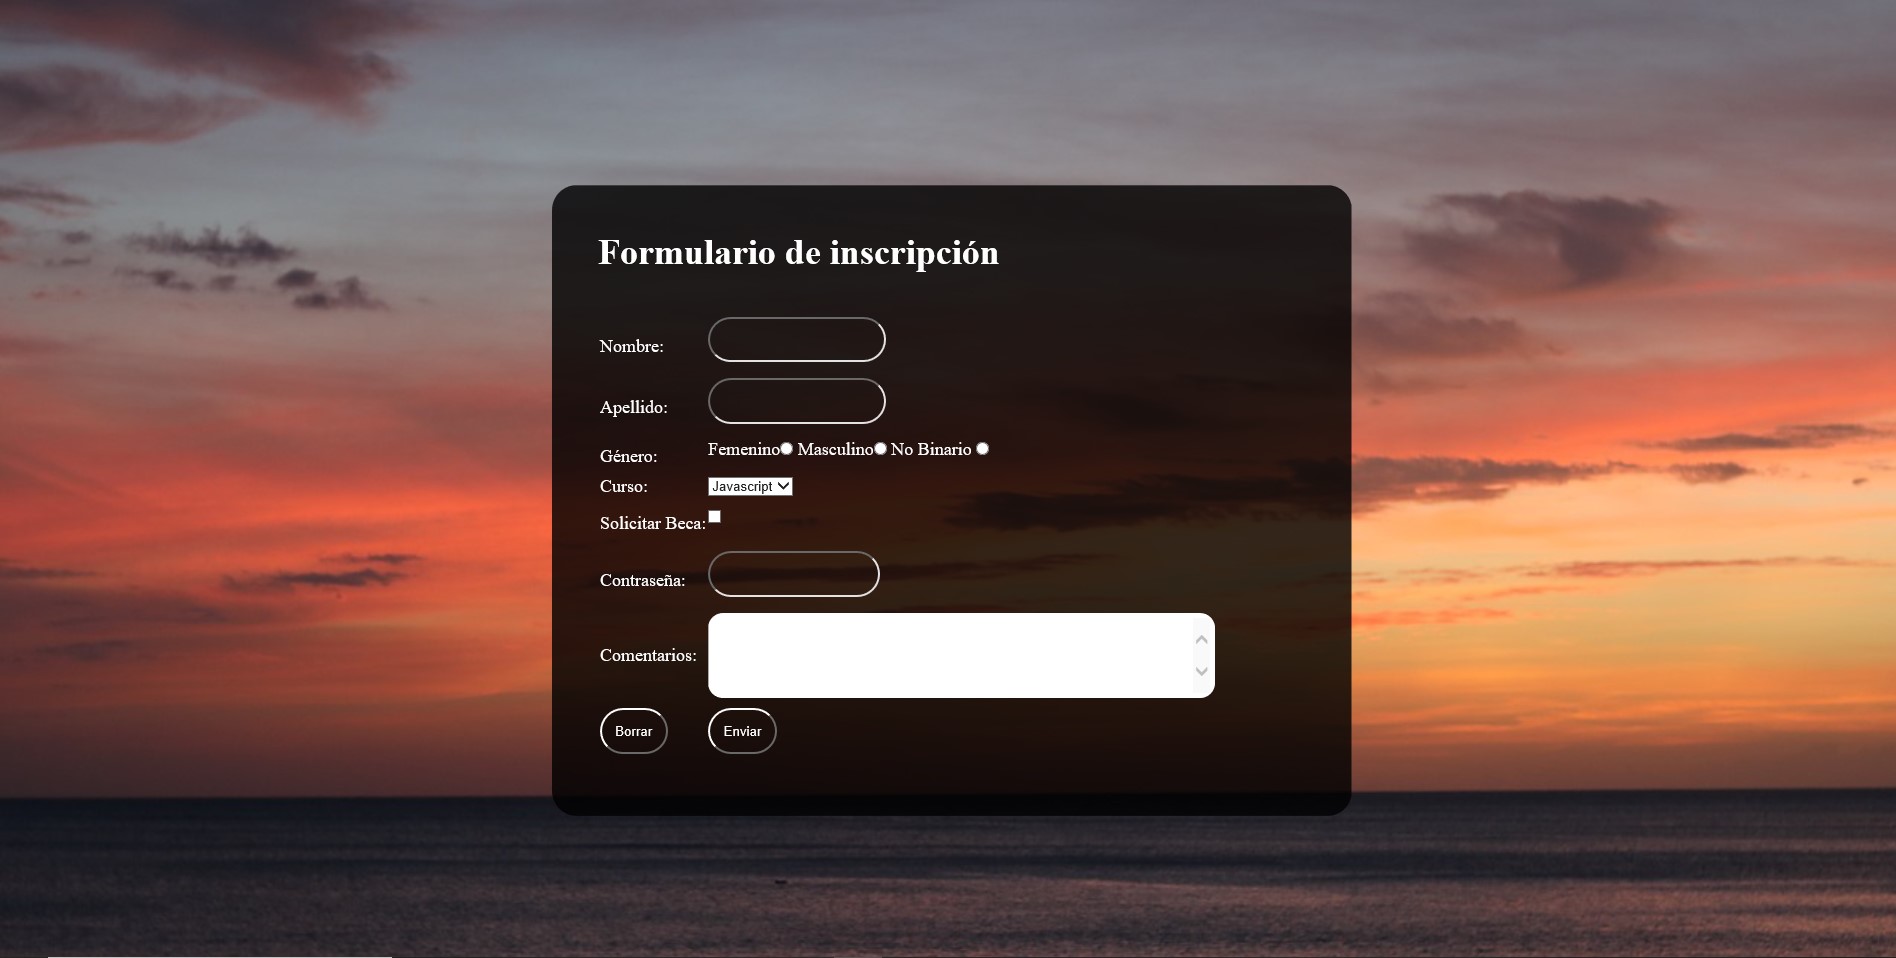 Formulario de inscripción
Nombre:
Apellido:
Género: Femenino Masculino No Binario
Curso: Javascript
Solicitar Beca:
Contraseña:
Comentarios:
Borrar Enviar